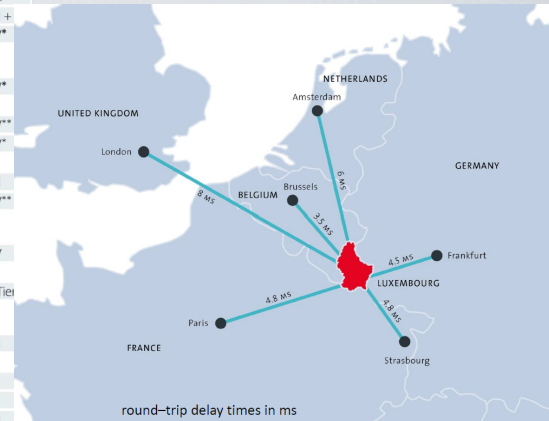 +
*
NETHERLANDS
Amsterdam
*
UNITED KINGDOM
**
*
London
GERMANY
6 MS
Brussels
BELGIUM
8 MS
**
3.5 MS
Frankfurt
4.5 MS
LUXEMBOURG
Tier
4.8 MS
4.8 MS
Paris
FRANCE
Strasbourg
round–trip delay times in ms